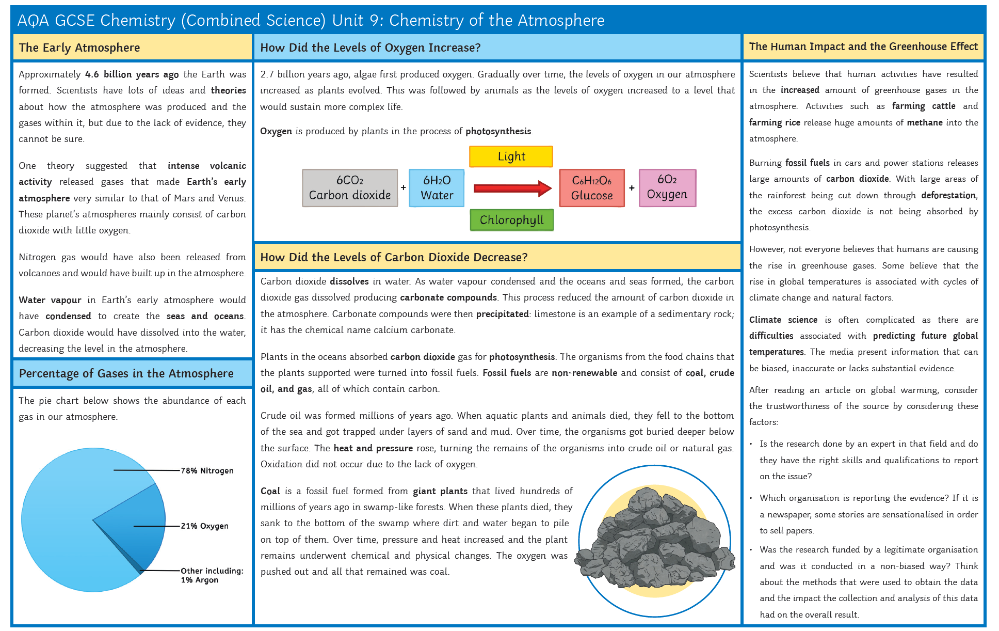 AQA GCSE Chemistry (Combined Science) Unit 9: Chemistry of the Atmosphere
The Early Atmosphere
Approximately 4.6 billion years ago the Earth was
formed. Scientists have lots of ideas and theories
about how the atmosphere was produced and the
gases within it, but due to the lack of evidence, they
cannot be sure.
One theory suggested that intense volcanic
activity released gases that made Earth's early
atmosphere very similar to that of Mars and Venus.
These planet's atmospheres mainly consist of carbon
dioxide with little oxygen.
Nitrogen gas would have also been released from
volcanoes and would have built up in the atmosphere.
Water vapour in Earth's early atmosphere would
have condensed to create the seas and oceans.
Carbon dioxide would have dissolved into the water,
decreasing the level in the atmosphere.
Percentage of Gases in the Atmosphere
The pie chart below shows the abundance of each
gas in our atmosphere.
78% Nitrogen
21% Oxygen
Other including:
1% Argon
How Did the Levels of Oxygen Increase?
2.7 billion years ago, algae first produced oxygen. Gradually over time, the levels of oxygen in our atmosphere
increased as plants evolved. This was followed by animals as the levels of oxygen increased to a level that
would sustain more complex life.
Oxygen is produced by plants in the process of photosynthesis.
Light
6CO₂ + 6H₂O C₆H₁₂O₆ + 6O₂
Carbon dioxide Water Glucose Oxygen
Chlorophyll
How Did the Levels of Carbon Dioxide Decrease?
Carbon dioxide dissolves in water. As water vapour condensed and the oceans and seas formed, the carbon
dioxide gas dissolved producing carbonate compounds. This process reduced the amount of carbon dioxide in
the atmosphere. Carbonate compounds were then precipitated: limestone is an example of a sedimentary rock;
it has the chemical name calcium carbonate.
Plants in the oceans absorbed carbon dioxide gas for photosynthesis. The organisms from the food chains that
the plants supported were turned into fossil fuels. Fossil fuels are non-renewable and consist of coal, crude
oil, and gas, all of which contain carbon.
Crude oil was formed millions of years ago. When aquatic plants and animals died, they fell to the bottom
of the sea and got trapped under layers of sand and mud. Over time, the organisms got buried deeper below
the surface. The heat and pressure rose, turning the remains of the organisms into crude oil or natural gas.
Oxidation did not occur due to the lack of oxygen.
Coal is a fossil fuel formed from giant plants that lived hundreds of
millions of years ago in swamp-like forests. When these plants died, they
sank to the bottom of the swamp where dirt and water began to pile
on top of them. Over time, pressure and heat increased and the plant
remains underwent chemical and physical changes. The oxygen was
pushed out and all that remained was coal.
The Human Impact and the Greenhouse Effect
Scientists believe that human activities have resulted
in the increased amount of greenhouse gases in the
atmosphere. Activities such as farming cattle and
farming rice release huge amounts of methane into the
atmosphere.
Burning fossil fuels in cars and power stations releases
large amounts of carbon dioxide. With large areas of
the rainforest being cut down through deforestation,
the excess carbon dioxide is not being absorbed by
photosynthesis.
However, not everyone believes that humans are causing
the rise in greenhouse gases. Some believe that the
rise in global temperatures is associated with cycles of
climate change and natural factors.
Climate science is often complicated as there are
difficulties associated with predicting future global
temperatures. The media present information that can
be biased, inaccurate or lacks substantial evidence.
After reading an article on global warming, consider
the trustworthiness of the source by considering these
factors:
• Is the research done by an expert in that field and do
they have the right skills and qualifications to report
on the issue?
• Which organisation is reporting the evidence? If it is
a newspaper, some stories are sensationalised in order
to sell papers.
• Was the research funded by a legitimate organisation
and was it conducted in a non-biased way? Think
about the methods that were used to obtain the data
and the impact the collection and analysis of this data
had on the overall result.